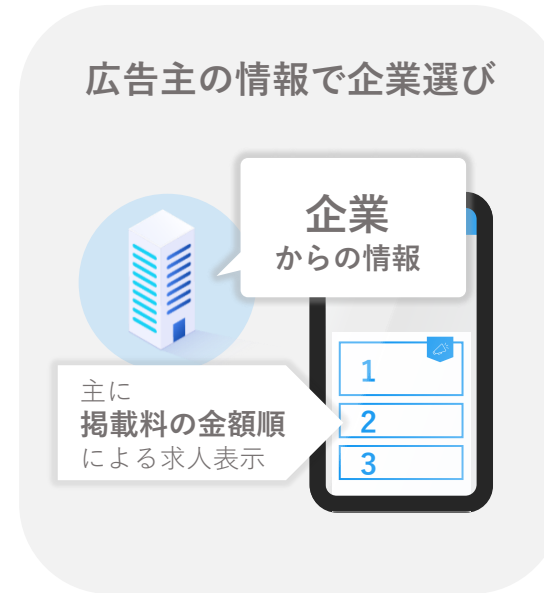 広告主の情報で企業選び
企業
からの情報
主に
掲載料の金額順
による求人表示
1
2
3